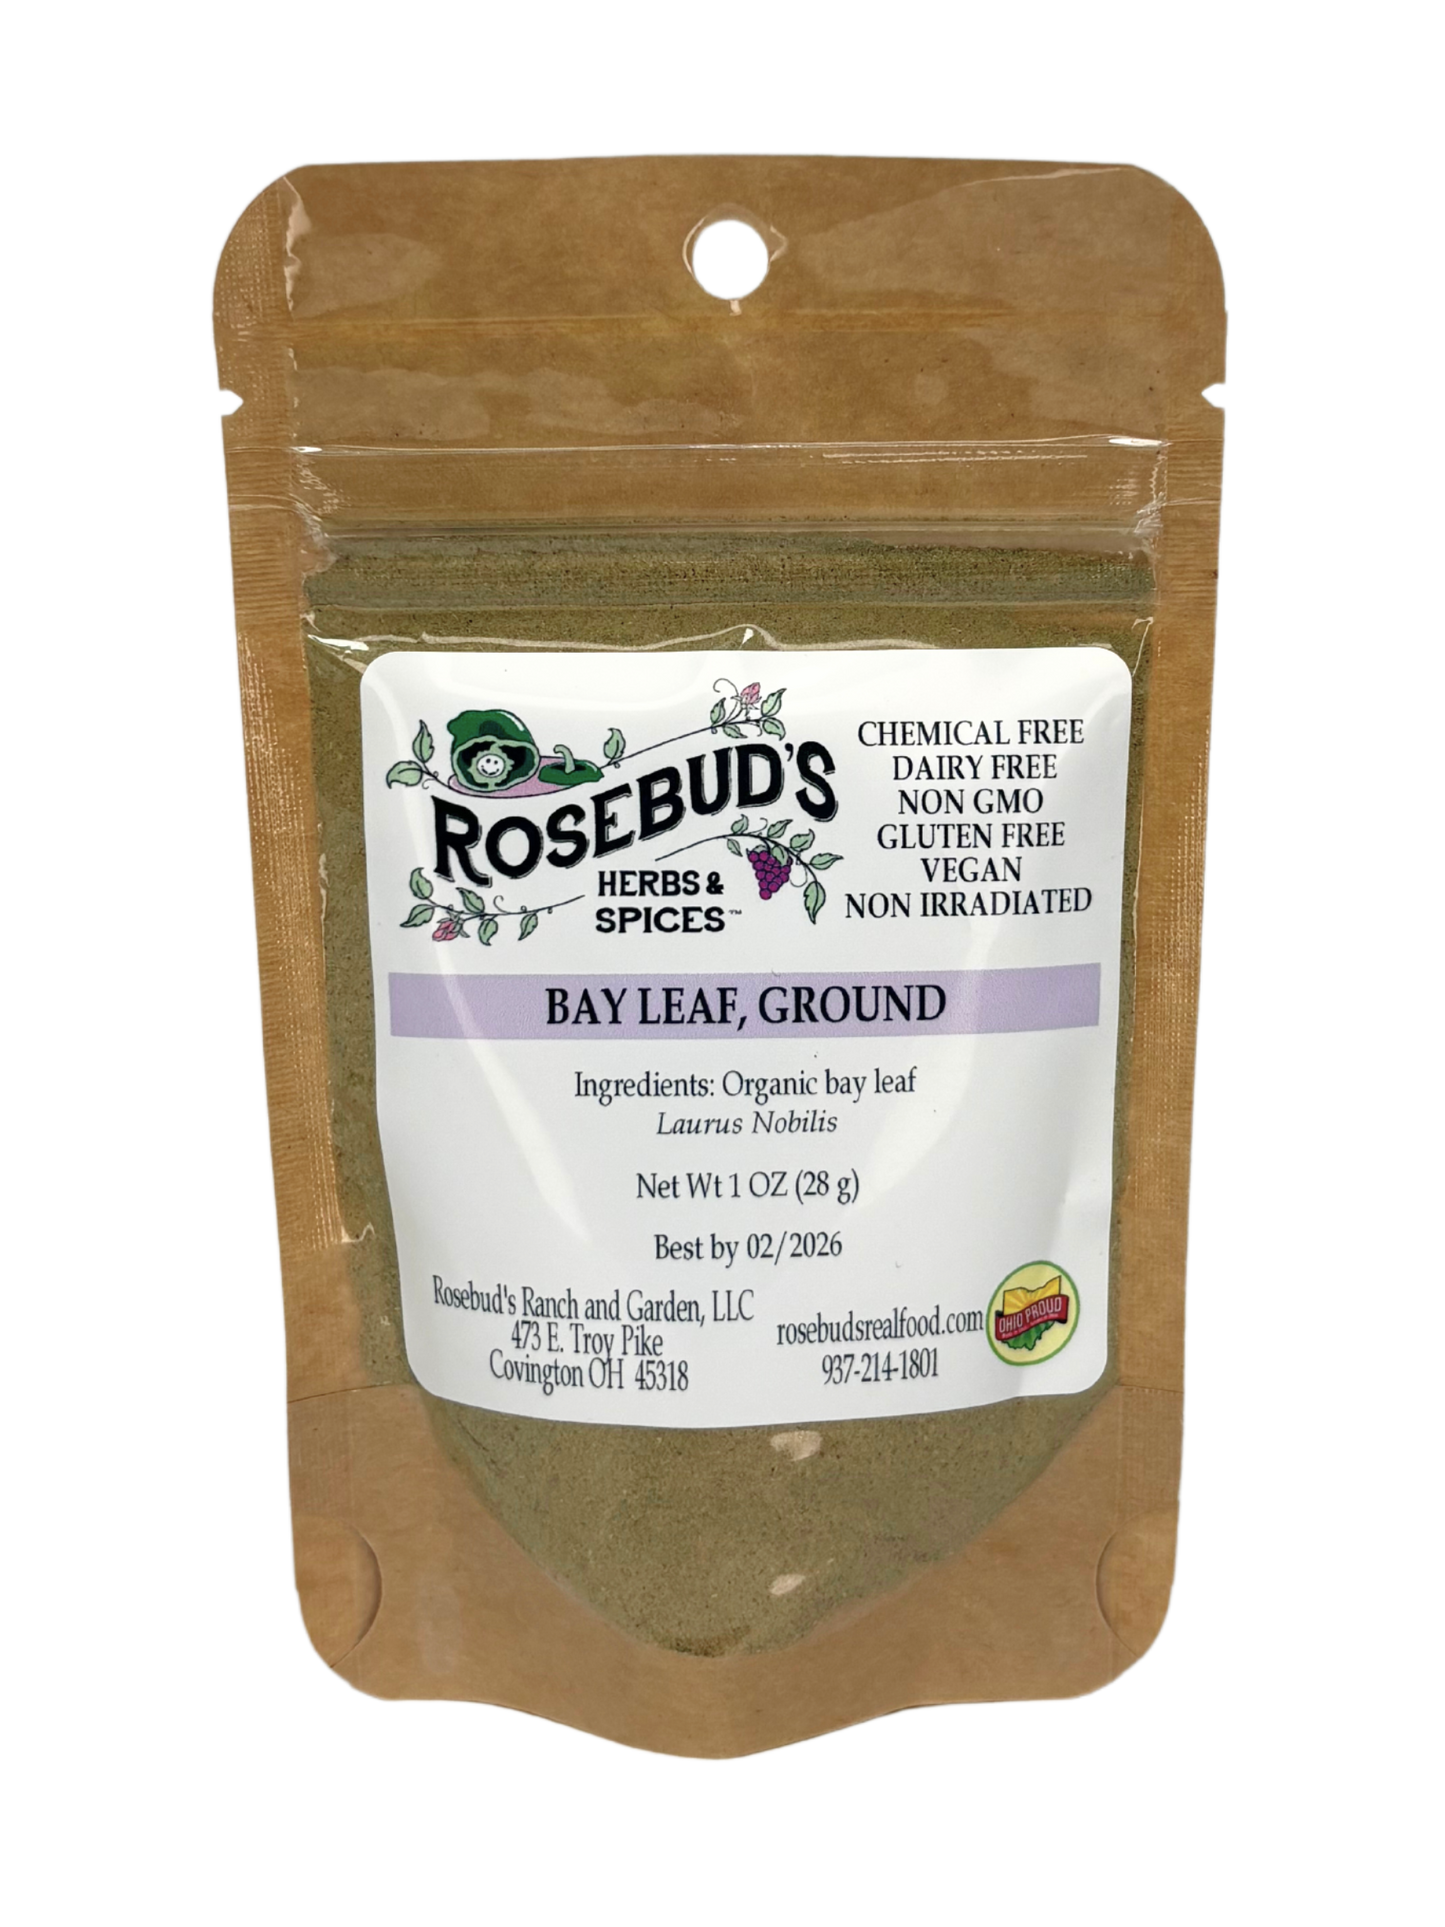 ROSEBUD'S
HERBS &
SPICES™
CHEMICAL FREE
DAIRY FREE
NON GMO
GLUTEN FREE
VEGAN
NON IRRADIATED
BAY LEAF, GROUND
Ingredients: Organic bay leaf
Laurus Nobilis
Net Wt 1 OZ (28 g)
Best by 02/2026
Rosebud's Ranch and Garden, LLC
473 E. Troy Pike
Covington OH 45318
rosebudsrealfood.com
937-214-1801
OHIO PROUD